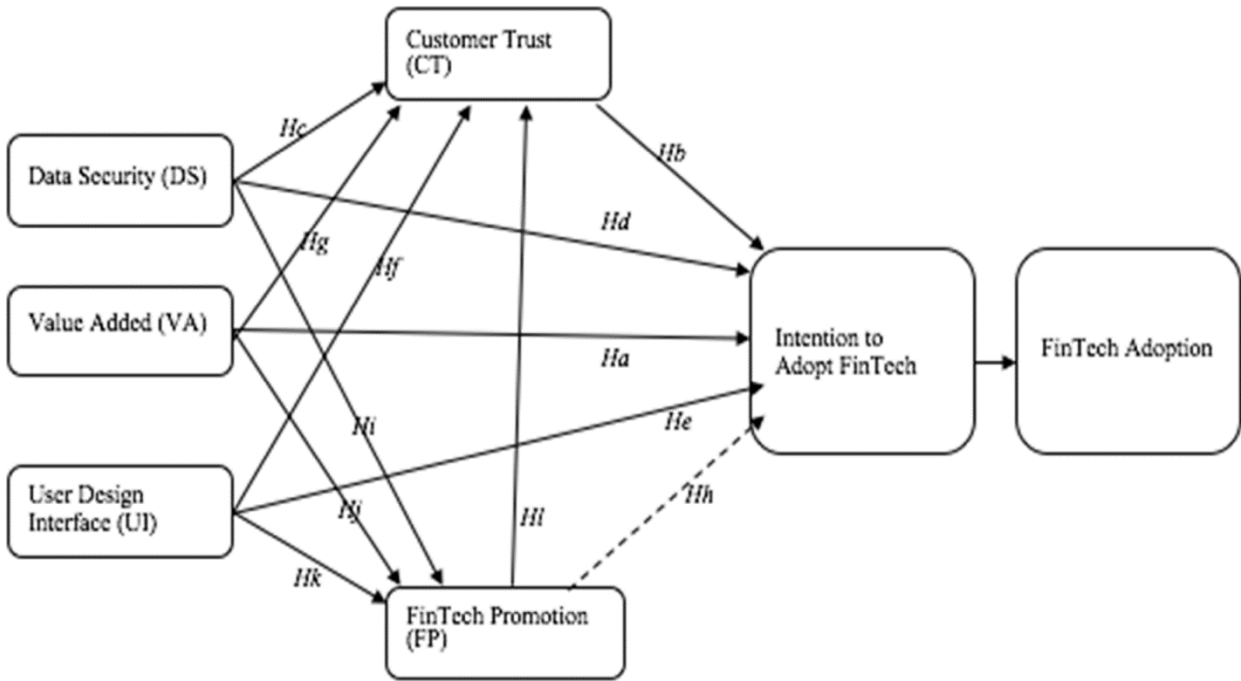 Customer Trust
(CT)
Hc
Data Security (DS)
Hb
Hd
Hg
Hf
Value Added (VA)
Ha
Intention to
Adopt FinTech
FinTech Adoption
Hi
He
User Design
Interface (UI)
Hj
Hl
Hh
Hk
FinTech Promotion
(FP)